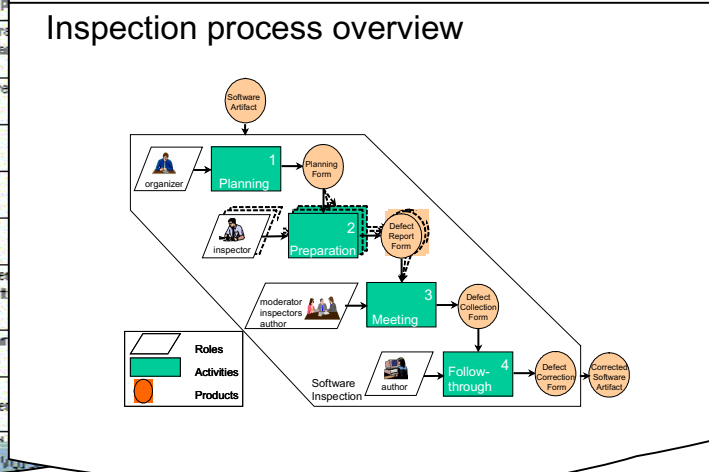 Inspection process overview
Software
Artifact
organizer
1
Planning
Planning
Form
inspector
2
Preparation
Defect
Report
Form
moderator
inspectors
author
3
Meeting
Defect
Collection
Form
author
4
Follow-
through
Defect
Correction
Form
Corrected
Software
Artifact
Software
Inspection
Roles
Activities
Products